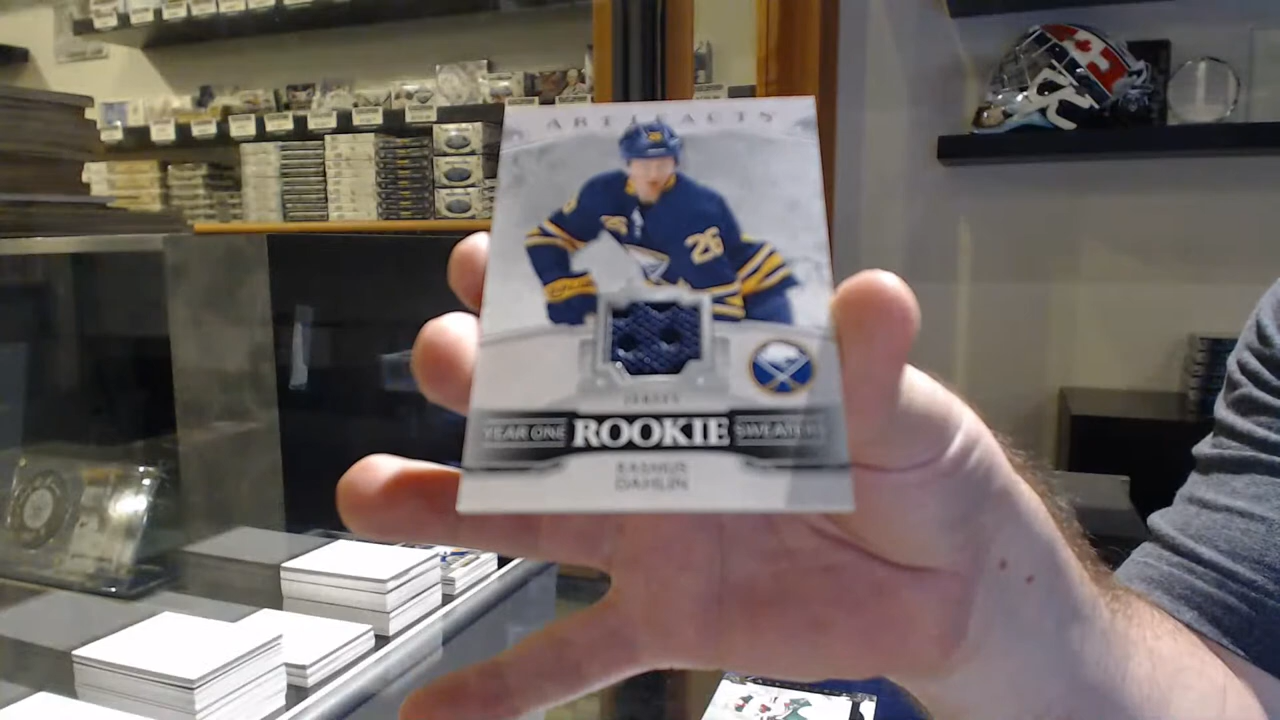 ARTIFACTS
26
JERSEY
YEAR ONE ROOKIE SWEATERS
RASMUS
DAHLIN